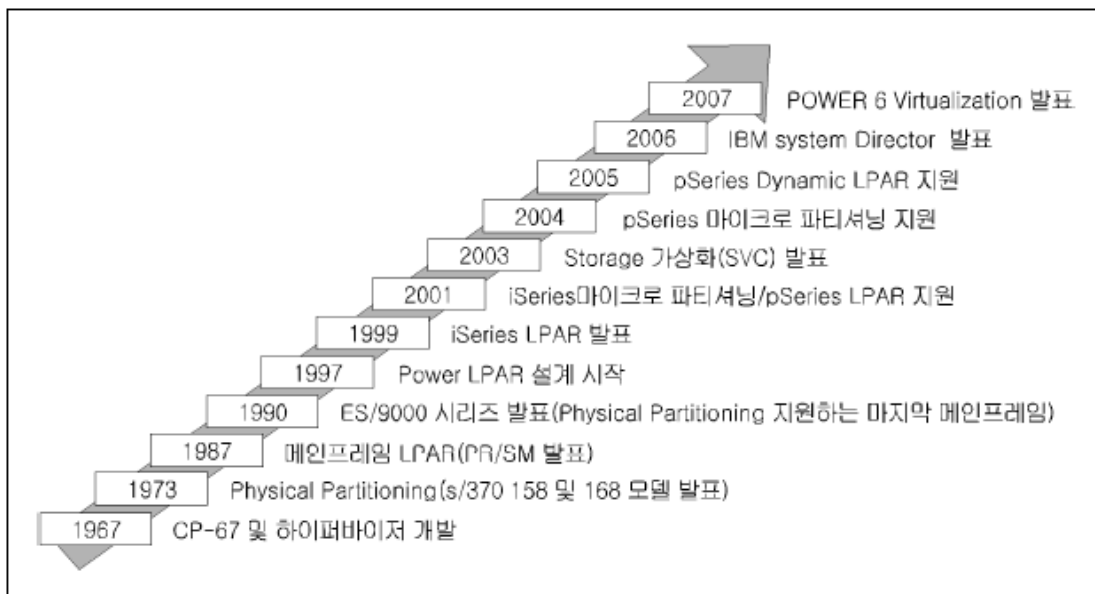 2007 POWER 6 Virtualization 발표
2006 IBM system Director 발표
2005 pSeries Dynamic LPAR 지원
2004 pSeries 마이크로 파티셔닝 지원
2003 Storage 가상화(SVC) 발표
2001 iSeries마이크로 파티셔닝/pSeries LPAR 지원
1999 iSeries LPAR 발표
1997 Power LPAR 설계 시작
1990 ES/9000 시리즈 발표(Physical Partitioning 지원하는 마지막 메인프레임)
1987 메인프레임 LPAR(PR/SM 발표)
1973 Physical Partitioning(s/370 158 및 168 모델 발표)
1967 CP-67 및 하이퍼바이저 개발